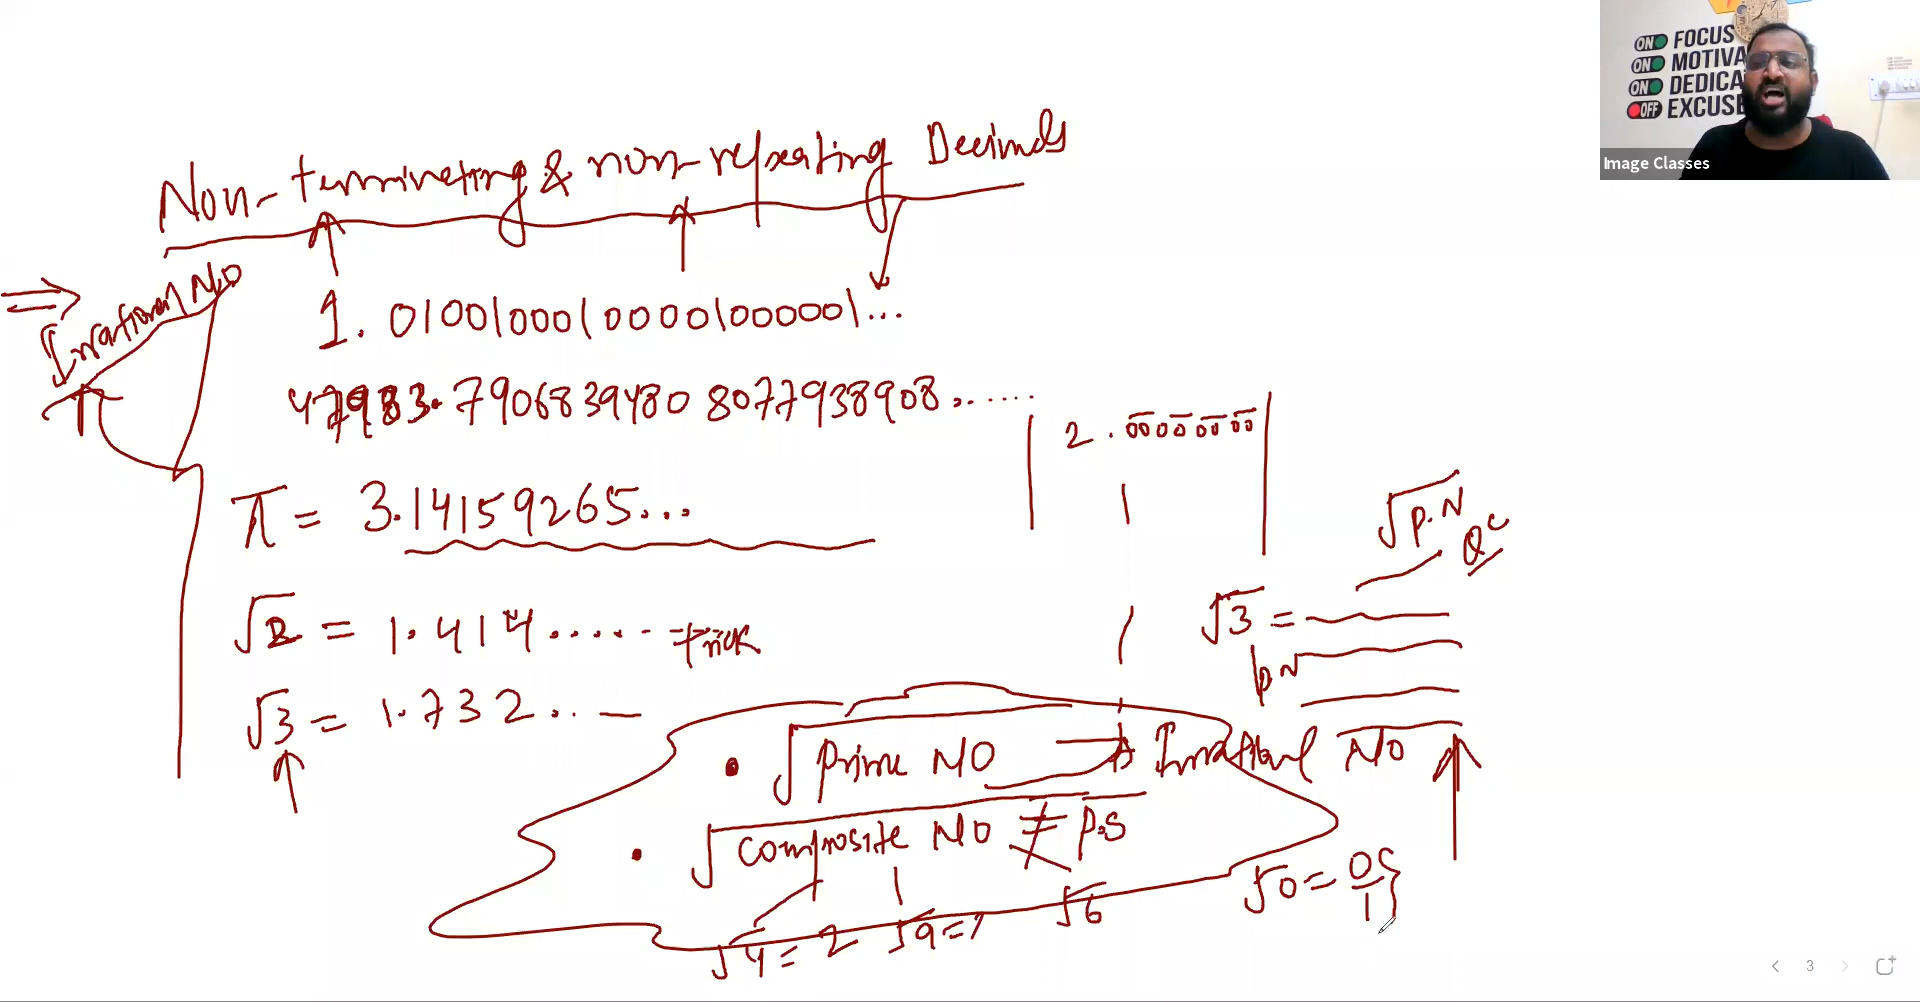 ON FOCUS
ON MOTIVA
ON DEDICA
OFF EXCUSE
Image Classes
Non-terminating & non-repeating Decimals
Irrational NO
1.01001000100001000001...
47983.7906839480 8077938908.......
2.00000000
π = 3.14159265...
√P.N
Q^c
√2 = 1.414...... trick
√3 =
P.N
√3 = 1.732...
• √Prime NO → Irrational NO
• √Composite NO ≠ P.S
√4 = 2 √9 = √6
√0 = 0/1
3